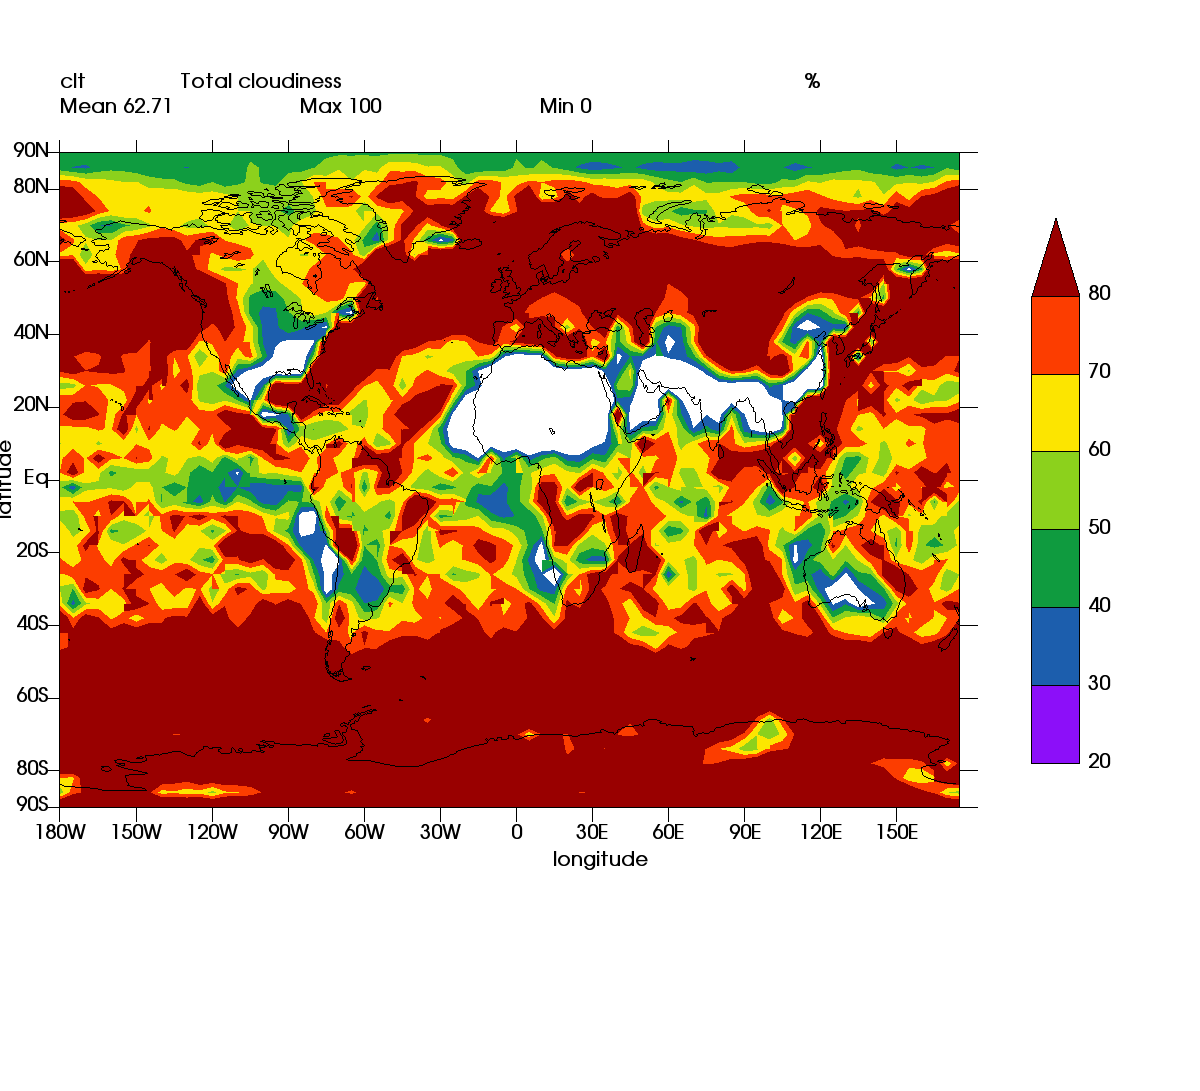 clt Total cloudiness %
Mean 62.71 Max 100 Min 0
90N
80N
60N
40N
20N
Eq
20S
40S
60S
80S
90S
latitude
180W 150W 120W 90W 60W 30W 0 30E 60E 90E 120E 150E
longitude
80
70
60
50
40
30
20